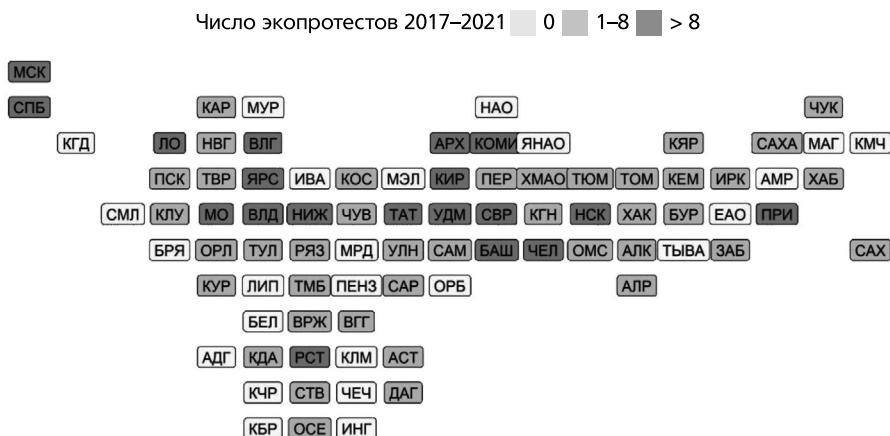 Число экопротестов 2017–2021 0 1–8 > 8
МСК
СПБ КАР МУР НАО ЧУК
КГД ЛО НВГ ВЛГ АРХ КОМИ ЯНАО КЯР САХА МАГ КМЧ
ПСК ТВР ЯРС ИВА КОС МЭЛ КИР ПЕР ХМАО ТЮМ ТОМ КЕМ ИРК АМР ХАБ
СМЛ КЛУ МО ВЛД НИЖ ЧУВ ТАТ УДМ СВР КГН НСК ХАК БУР ЕАО ПРИ
БРЯ ОРЛ ТУЛ РЯЗ МРД УЛН САМ БАШ ЧЕЛ ОМС АЛК ТЫВА ЗАБ САХ
КУР ЛИП ТМБ ПЕНЗ САР ОРБ АЛР
БЕЛ ВРЖ ВГГ
АДГ КДА РСТ КЛМ АСТ
КЧР СТВ ЧЕЧ ДАГ
КБР ОСЕ ИНГ